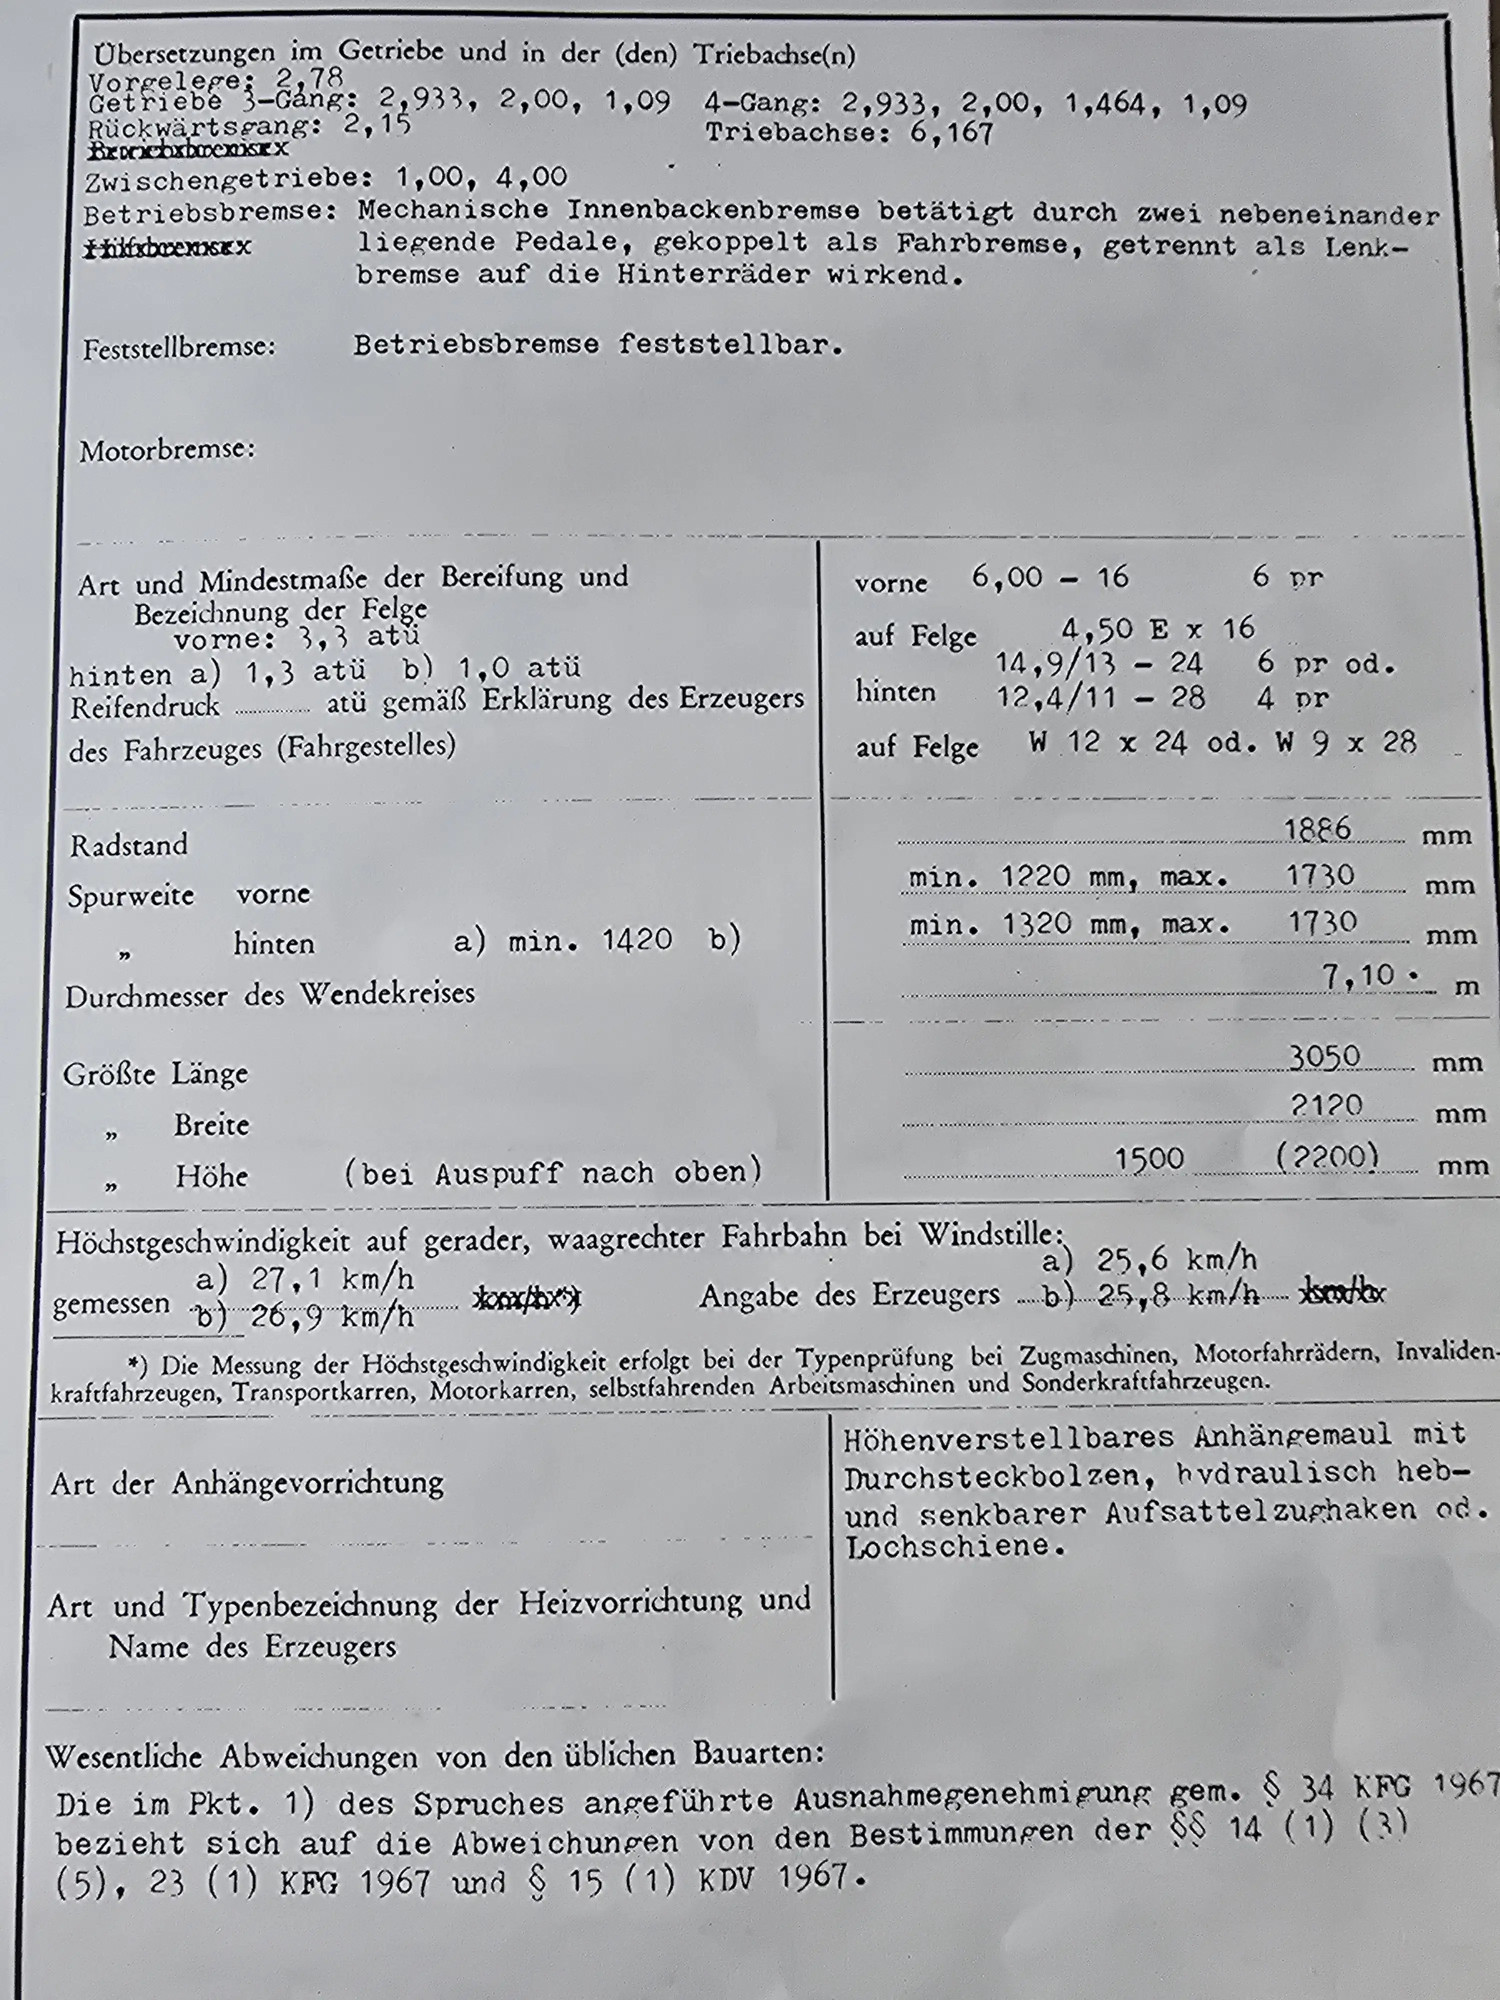 Übersetzungen im Getriebe und in der (den) Triebachse(n)
Vorgelege: 2,78
Getriebe 3-Gang: 2,933, 2,00, 1,09 4-Gang: 2,933, 2,00, 1,464, 1,09
Rückwärtsgang: 2,15 Triebachse: 6,167
Zwischengetriebe: 1,00, 4,00
Betriebsbremse: Mechanische Innenbackenbremse betätigt durch zwei nebeneinander
liegende Pedale, gekoppelt als Fahrbremse, getrennt als Lenk-
bremse auf die Hinterräder wirkend.
Feststellbremse: Betriebsbremse feststellbar.
Motorbremse:
Art und Mindestmaße der Bereifung und
Bezeichnung der Felge
vorne: 3,3 atü
hinten a) 1,3 atü b) 1,0 atü
Reifendruck ............ atü gemäß Erklärung des Erzeugers
des Fahrzeuges (Fahrgestelles)
vorne 6,00 - 16 6 pr
auf Felge 4,50 E x 16
14,9/13 - 24 6 pr od.
hinten 12,4/11 - 28 4 pr
auf Felge W 12 x 24 od. W 9 x 28
Radstand 1886 mm
Spurweite vorne min. 1220 mm, max. 1730 mm
„ hinten a) min. 1420 b) min. 1320 mm, max. 1730 mm
Durchmesser des Wendekreises 7,10 m
Größte Länge 3050 mm
„ Breite 2120 mm
„ Höhe (bei Auspuff nach oben) 1500 (2200) mm
Höchstgeschwindigkeit auf gerader, waagrechter Fahrbahn bei Windstille:
a) 27,1 km/h a) 25,6 km/h
gemessen b) 26,9 km/h km/h*) Angabe des Erzeugers b) 25,8 km/h km/h
*) Die Messung der Höchstgeschwindigkeit erfolgt bei der Typenprüfung bei Zugmaschinen, Motorfahrrädern, Invaliden-
kraftfahrzeugen, Transportkarren, Motorkarren, selbstfahrenden Arbeitsmaschinen und Sonderkraftfahrzeugen.
Art der Anhängevorrichtung
Höhenverstellbares Anhängemaul mit
Durchsteckbolzen, hydraulisch heb-
und senkbarer Aufsattelzughaken od.
Lochschiene.
Art und Typenbezeichnung der Heizvorrichtung und
Name des Erzeugers
Wesentliche Abweichungen von den üblichen Bauarten:
Die im Pkt. 1) des Spruches angeführte Ausnahmegenehmigung gem. § 34 KFG 1967
bezieht sich auf die Abweichungen von den Bestimmungen der §§ 14 (1) (3)
(5), 23 (1) KFG 1967 und § 15 (1) KDV 1967.